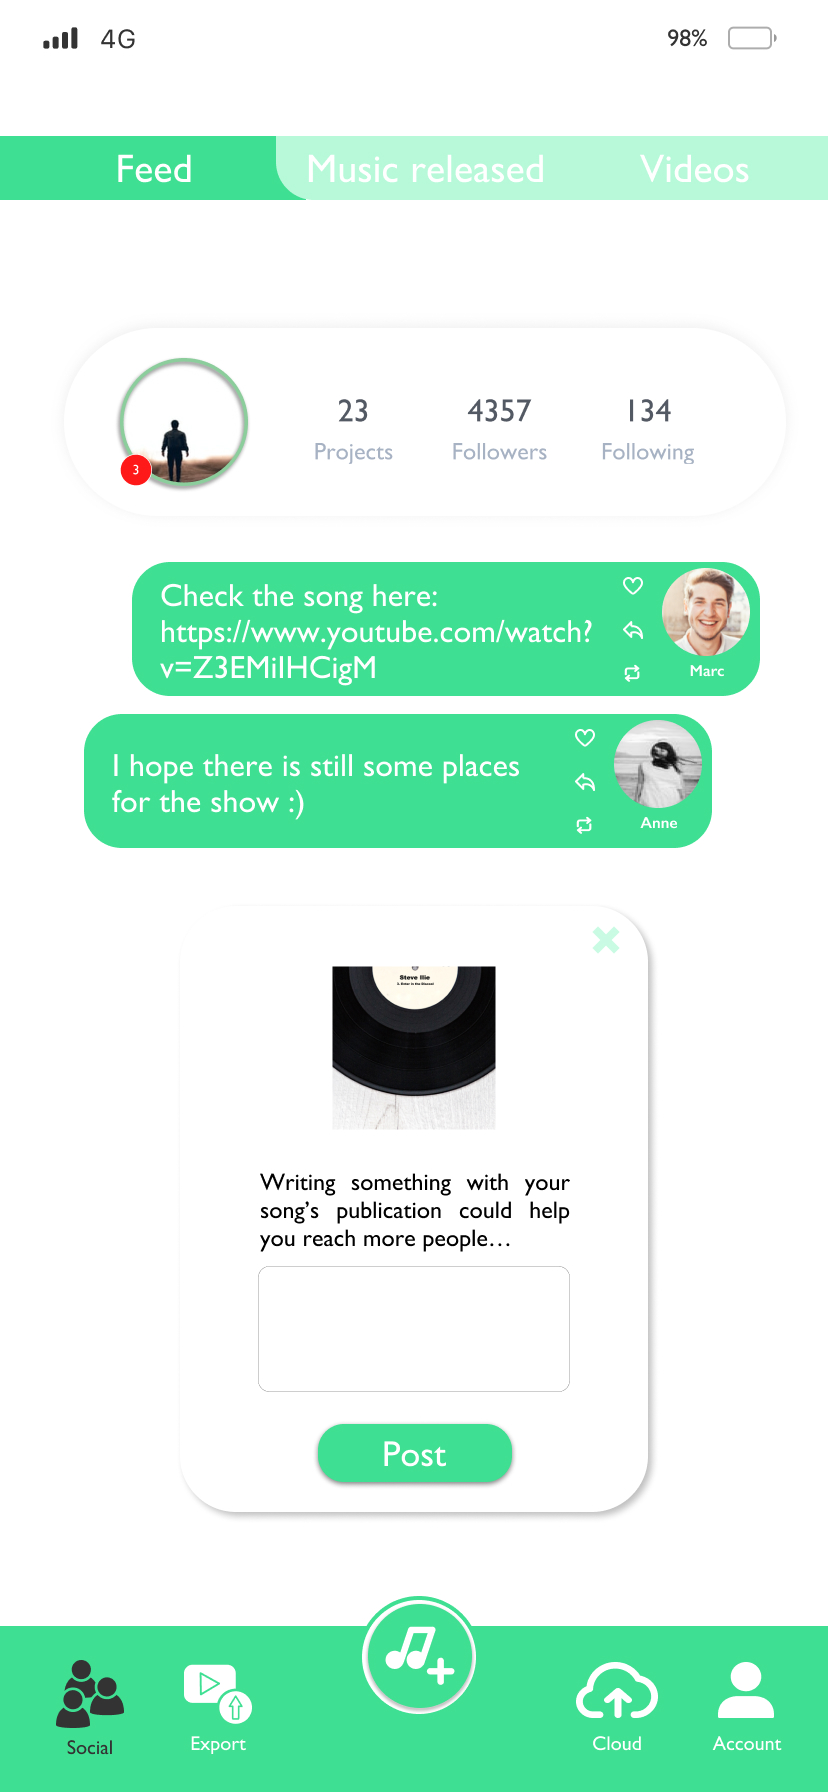 4G 98%
Feed Music released Videos
23 4357 134
Projects Followers Following
3
Check the song here:
https://www.youtube.com/watch?
v=Z3EMiIHCigM
Marc
I hope there is still some places
for the show :)
Anne
Steve Ilie
Writing something with your
song’s publication could help
you reach more people…
Post
Social Export Cloud Account